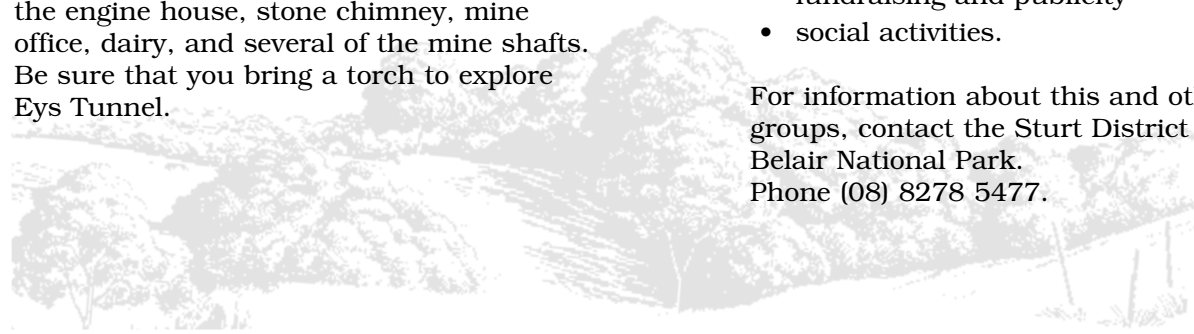 the engine house, stone chimney, mine
office, dairy, and several of the mine shafts.
Be sure that you bring a torch to explore
Eys Tunnel.
fundraising and publicity
• social activities.
For information about this and ot
groups, contact the Sturt District
Belair National Park.
Phone (08) 8278 5477.